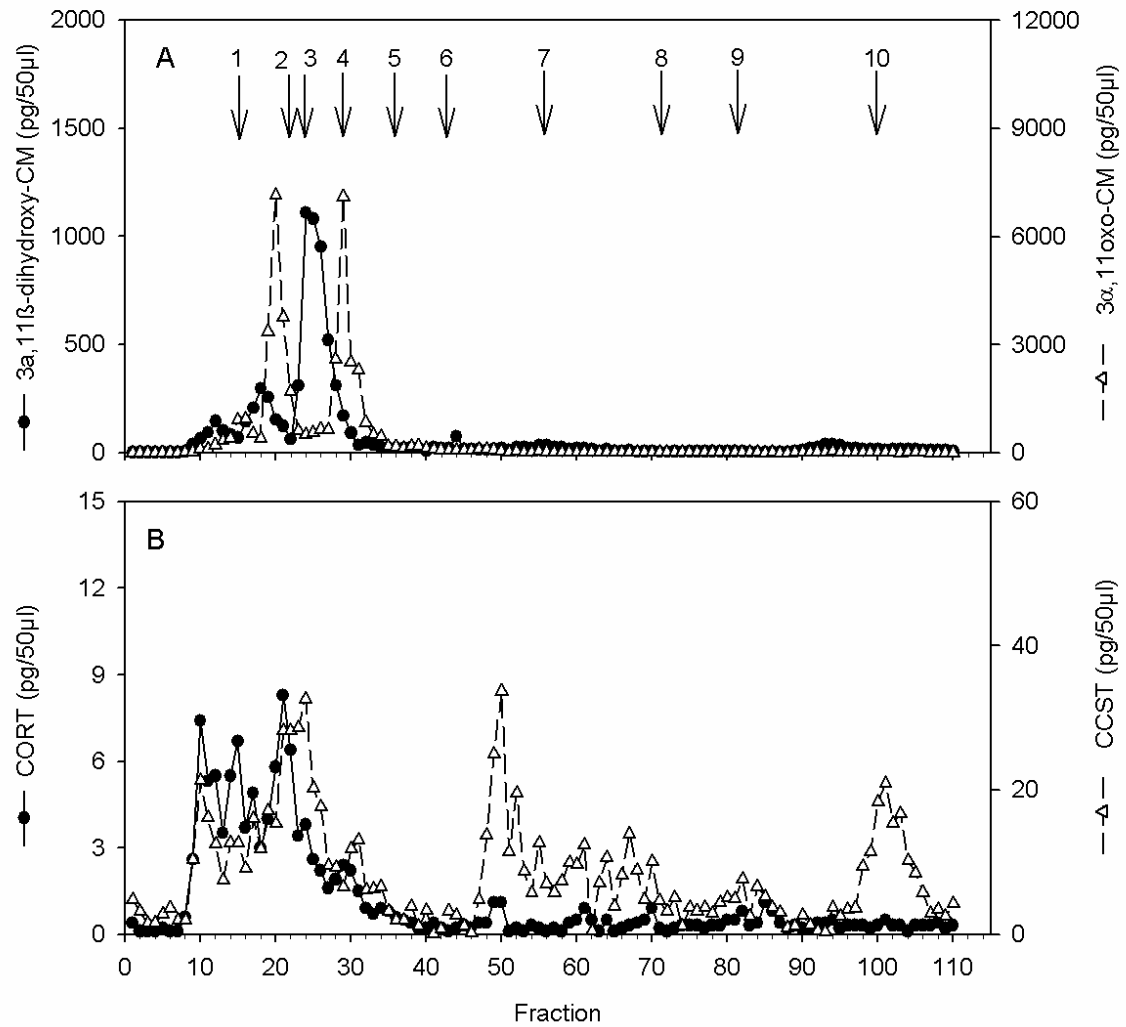 2000
1500
1000
500
0
12000
9000
6000
3000
0
3a,11ß-dihydroxy-CM (pg/50µl)
3α,11oxo-CM (pg/50µl)
A
1 2 3 4 5 6 7 8 9 10
15
12
9
6
3
0
60
40
20
0
CORT (pg/50µl)
CCST (pg/50µl)
B
0 10 20 30 40 50 60 70 80 90 100 110
Fraction